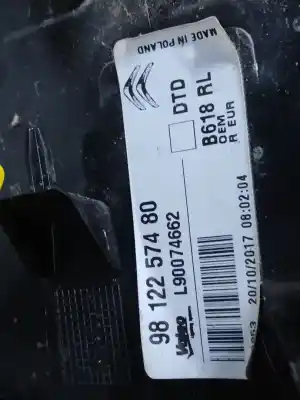 MADE IN POLAND
DTD
B618 RL
OEM
R EUR
98 122 574 80
L90074662
Valeo
20/10/2017 08:02:04